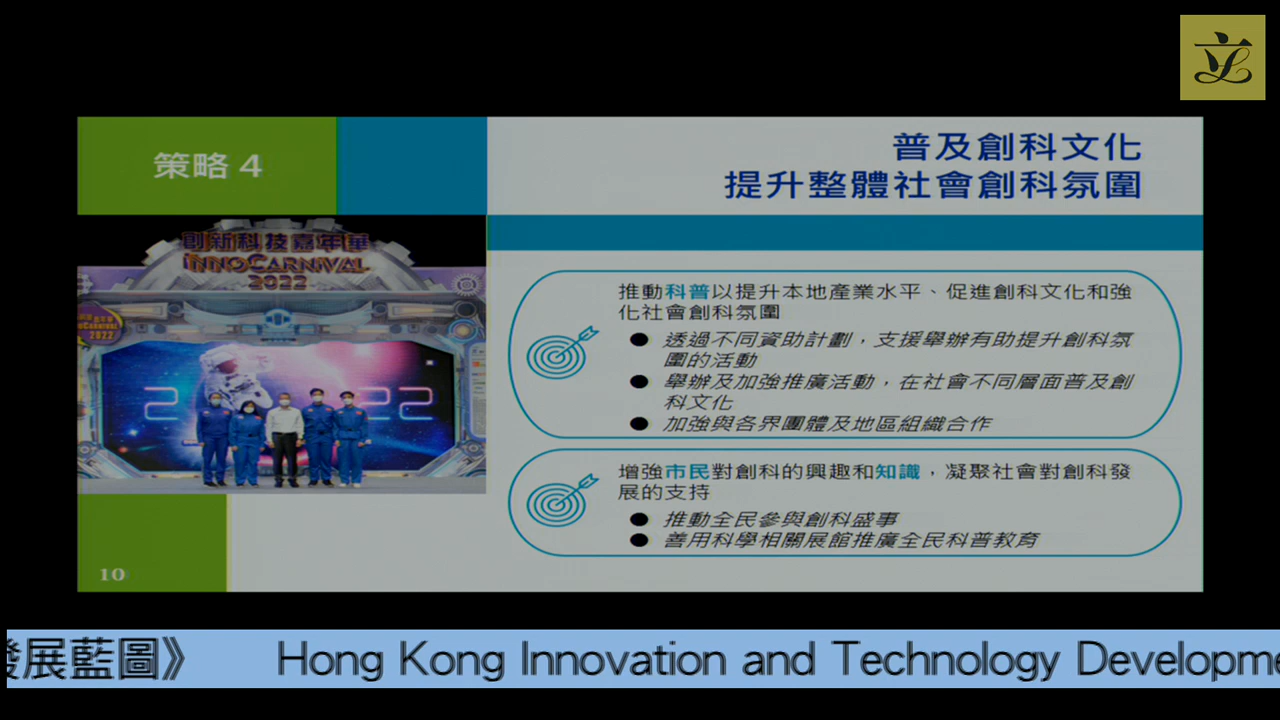 策略 4
普及創科文化
提升整體社會創科氛圍
創新科技嘉年華
INNOCARNIVAL
2022
推動科普以提升本地產業水平、促進創科文化和強
化社會創科氛圍
● 透過不同資助計劃，支援舉辦有助提升創科氛
圍的活動
● 舉辦及加強推廣活動，在社會不同層面普及創
科文化
● 加強與各界團體及地區組織合作
增強市民對創科的興趣和知識，凝聚社會對創科發
展的支持
● 推動全民參與創科盛事
● 善用科學相關展館推廣全民科普教育
10
發展藍圖》 Hong Kong Innovation and Technology Developme